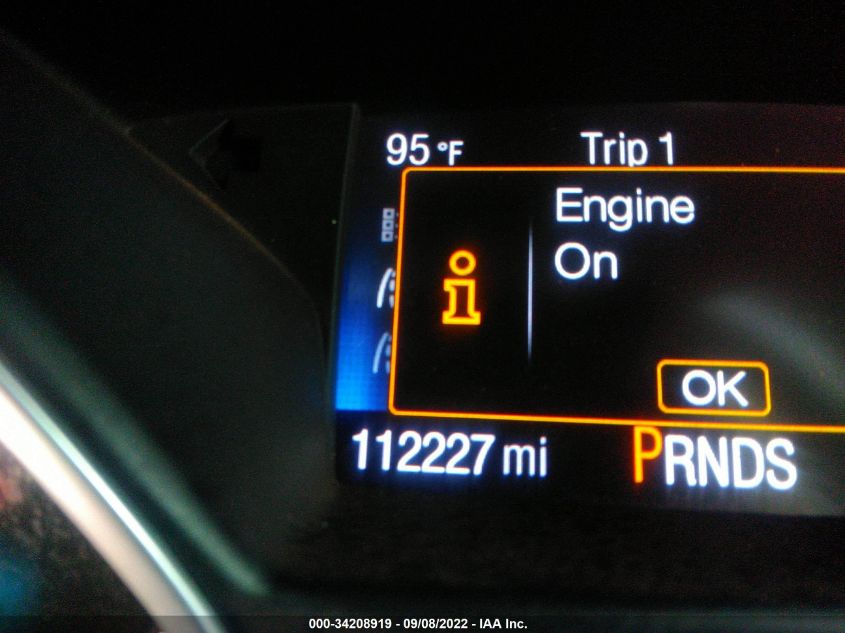 95 °F Trip 1
Engine
On
i
OK
112227 mi PRNDS
000-34208919 - 09/08/2022 - IAA Inc.